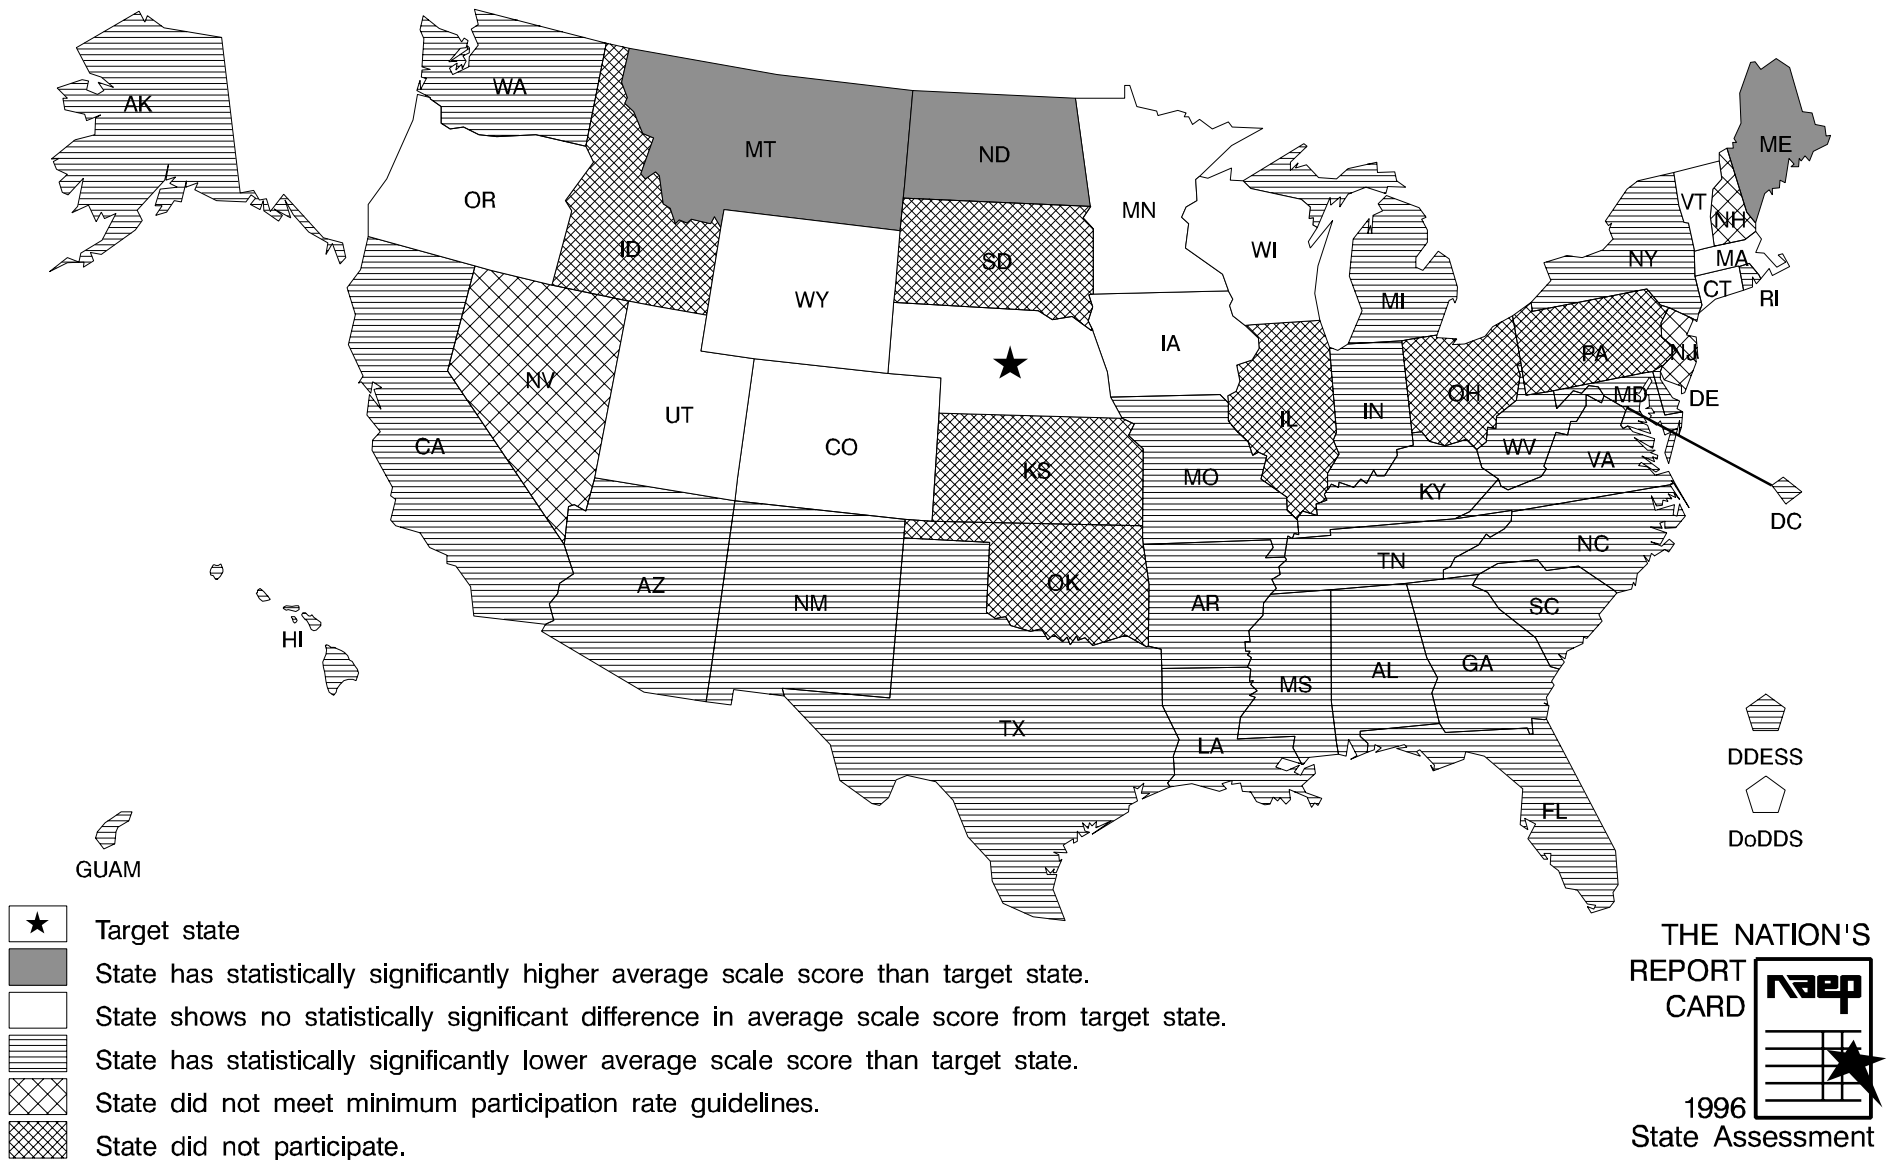 AK
WA
MT
ND
ME
OR
MN
VT
NH
ID
SD
WI
NY
MA
WY
MI
CT
RI
IA
NV
PA
NJ
UT
OH
MD
DE
CO
IL
IN
CA
KS
WV
VA
MO
KY
DC
NC
TN
AZ
NM
OK
AR
SC
HI
GA
AL
MS
TX
LA
DDESS
FL
DoDDS
GUAM
Target state
State has statistically significantly higher average scale score than target state.
State shows no statistically significant difference in average scale score from target state.
State has statistically significantly lower average scale score than target state.
State did not meet minimum participation rate guidelines.
State did not participate.
THE NATION'S
REPORT
CARD
naep
1996
State Assessment